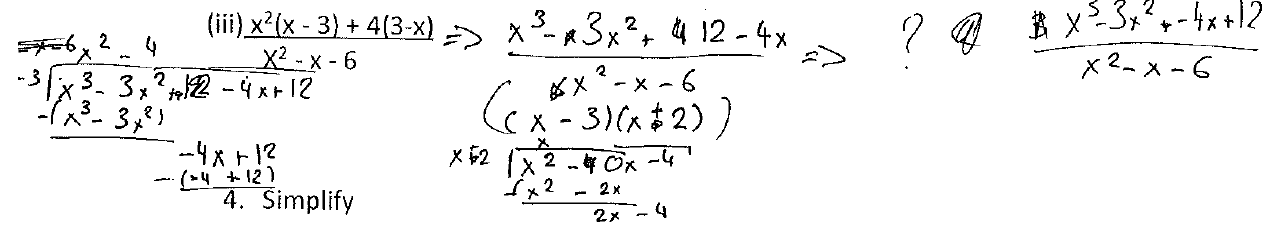 (iii) x²(x - 3) + 4(3-x) => x³ - 3x² + 12 - 4x => ? x³ - 3x² + -4x + 12
x² - x - 6 x² - x - 6 x² - x - 6
x² - 4
-3 x³ - 3x² + - 4x + 12
-(x³ - 3x²)
-4x + 12
-(-4 + 12)
((x - 3)(x + 2))
x
x+2 x² - 0x - 4
-(x² - 2x
2x - 4
4. Simplify